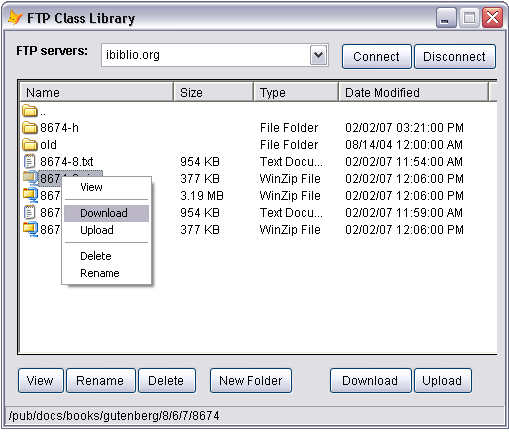 FTP Class Library
FTP servers: ibiblio.org Connect Disconnect
Name Size Type Date Modified
..
8674-h File Folder 02/02/07 03:21:00 PM
old File Folder 08/14/04 12:00:00 AM
8674-8.txt 954 KB Text Docu... 02/02/07 11:54:00 AM
377 KB WinZip File 02/02/07 12:06:00 PM
867 3.19 MB WinZip File 02/02/07 12:06:00 PM
867 954 KB Text Docu... 02/02/07 11:59:00 AM
867 377 KB WinZip File 02/02/07 12:06:00 PM
View
Download
Upload
Delete
Rename
View Rename Delete New Folder Download Upload
/pub/docs/books/gutenberg/8/6/7/8674